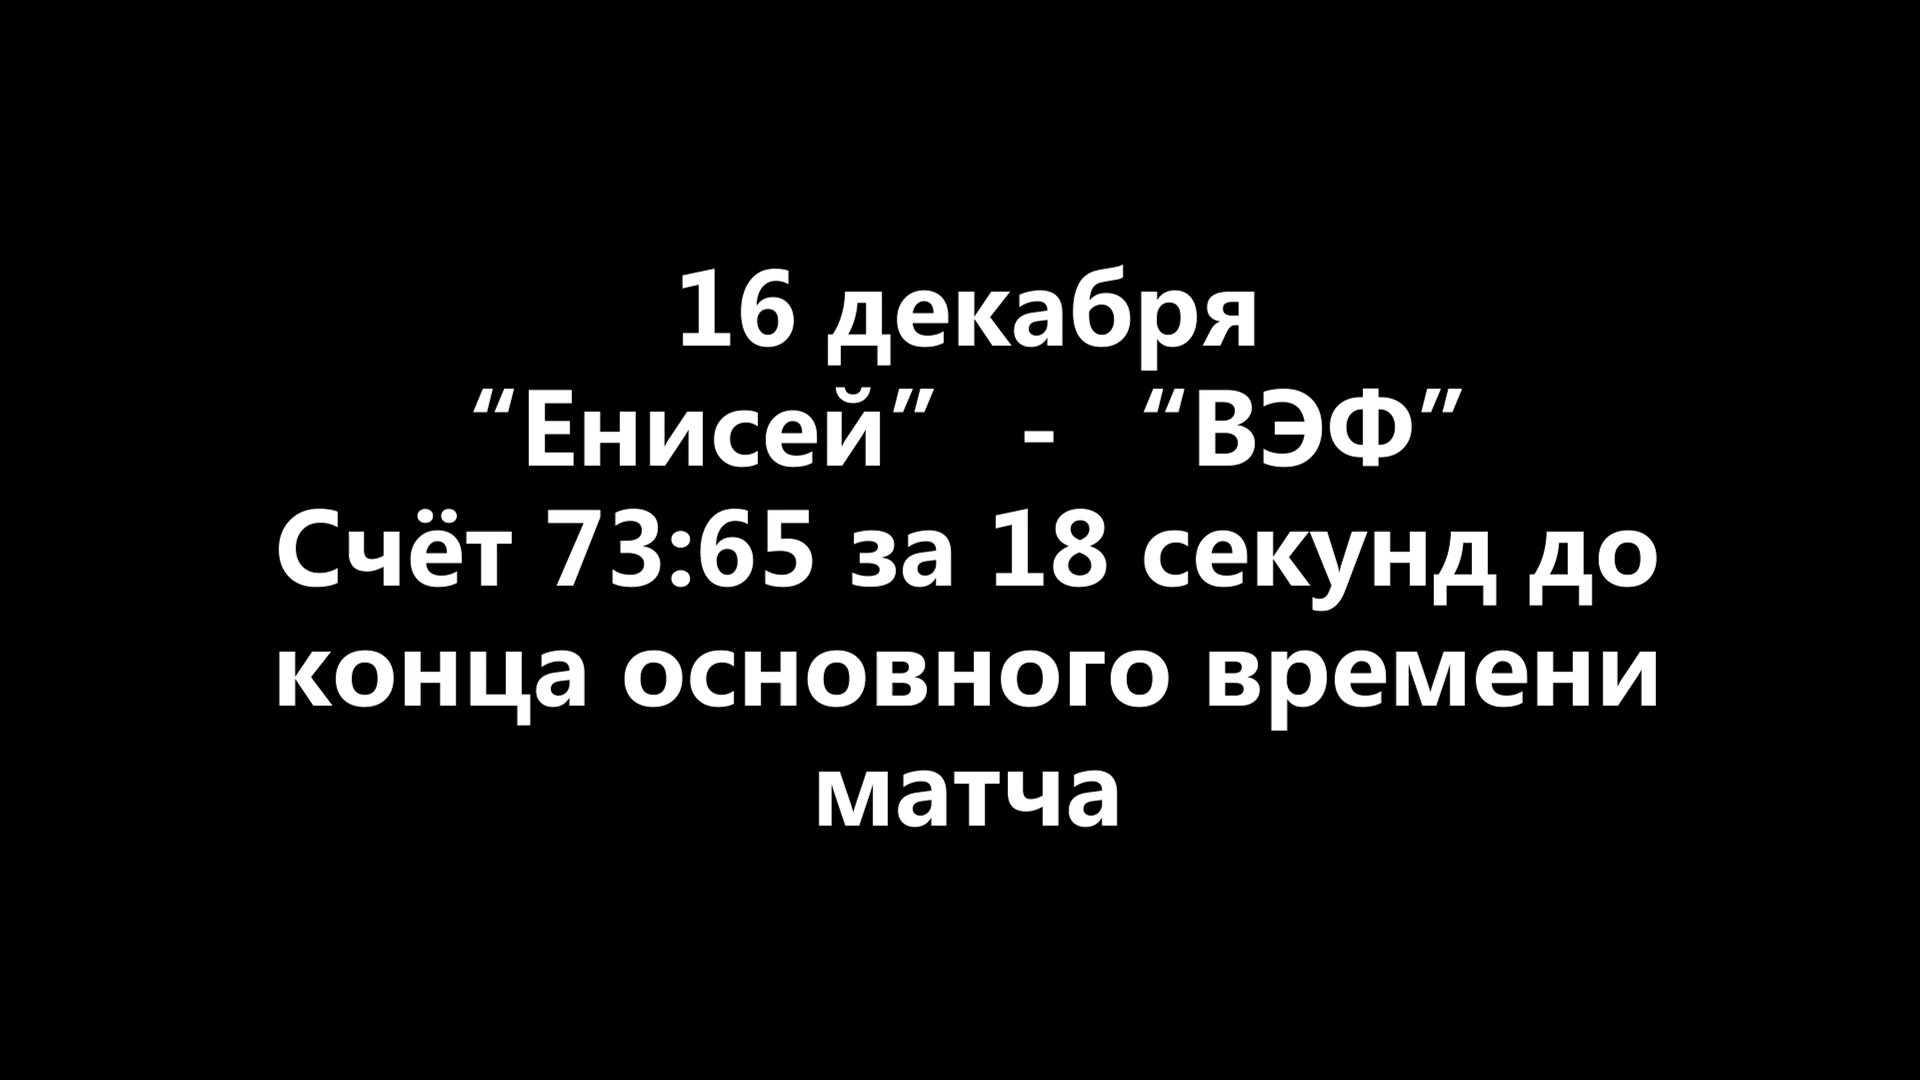 16 декабря
“Енисей” - “ВЭФ”
Счёт 73:65 за 18 секунд до
конца основного времени
матча